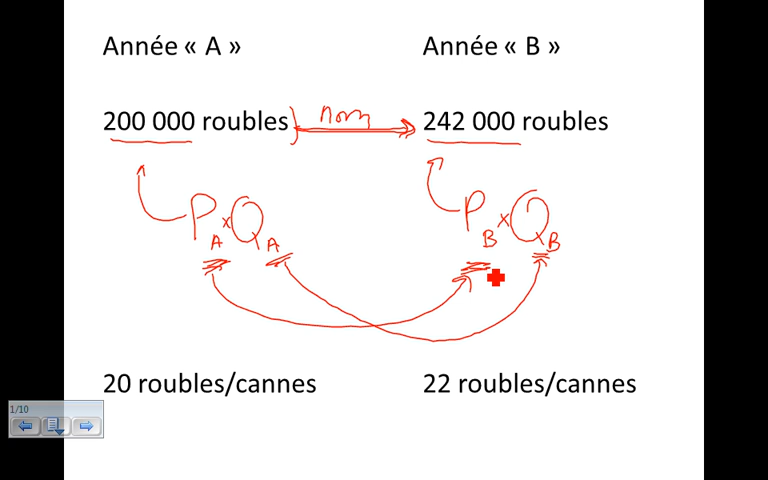 Année « A » Année « B »
200 000 roubles nom 242 000 roubles
P A x Q A P B x Q B
20 roubles/cannes 22 roubles/cannes
1/10